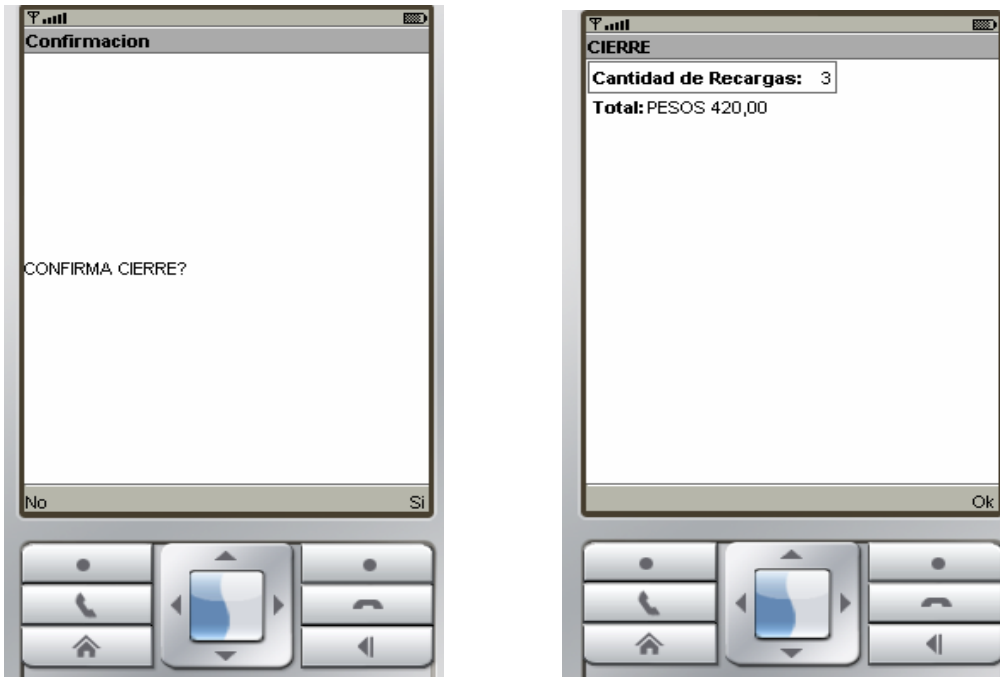 Confirmacion
CONFIRMA CIERRE?
No
Si
CIERRE
Cantidad de Recargas: 3
Total: PESOS 420,00
Ok